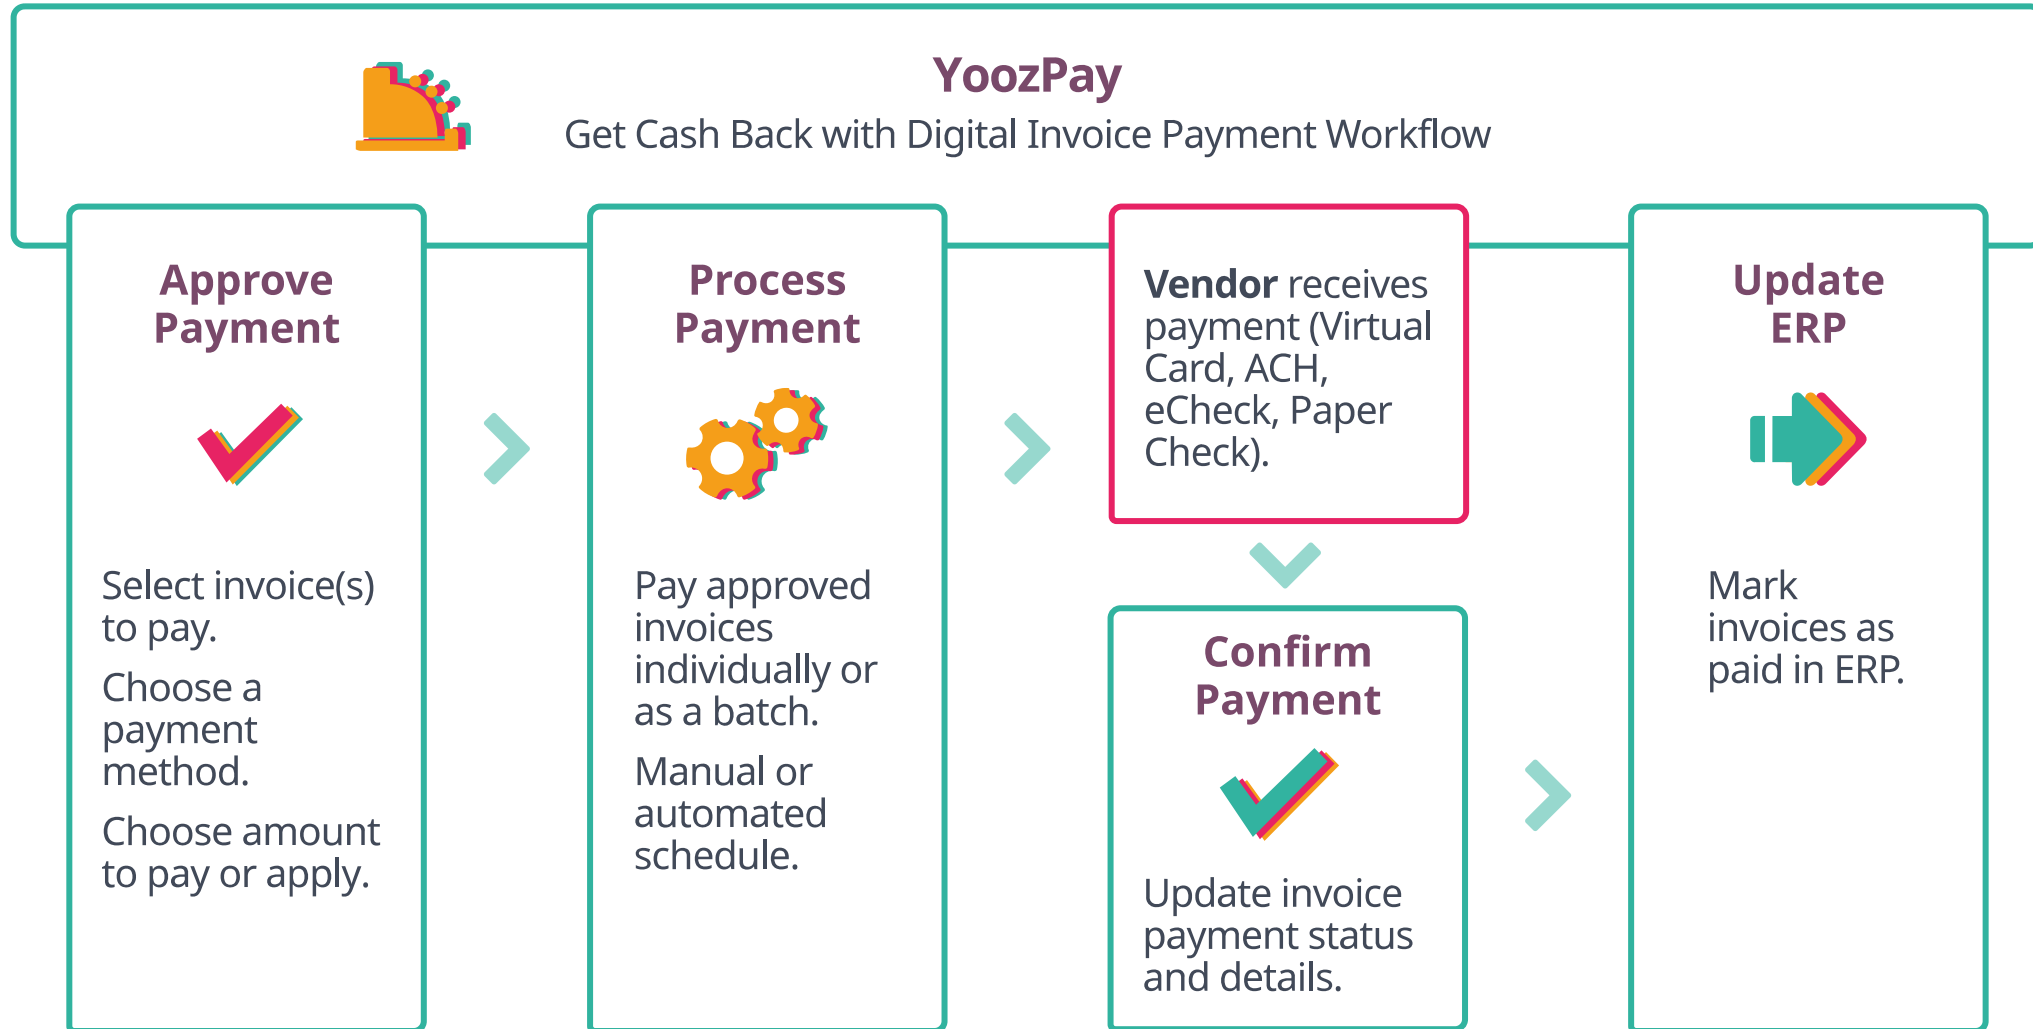 YoozPay
Get Cash Back with Digital Invoice Payment Workflow
Approve
Payment
Select invoice(s)
to pay.
Choose a
payment
method.
Choose amount
to pay or apply.
Process
Payment
Pay approved
invoices
individually or
as a batch.
Manual or
automated
schedule.
Vendor receives
payment (Virtual
Card, ACH,
eCheck, Paper
Check).
Confirm
Payment
Update invoice
payment status
and details.
Update
ERP
Mark
invoices as
paid in ERP.